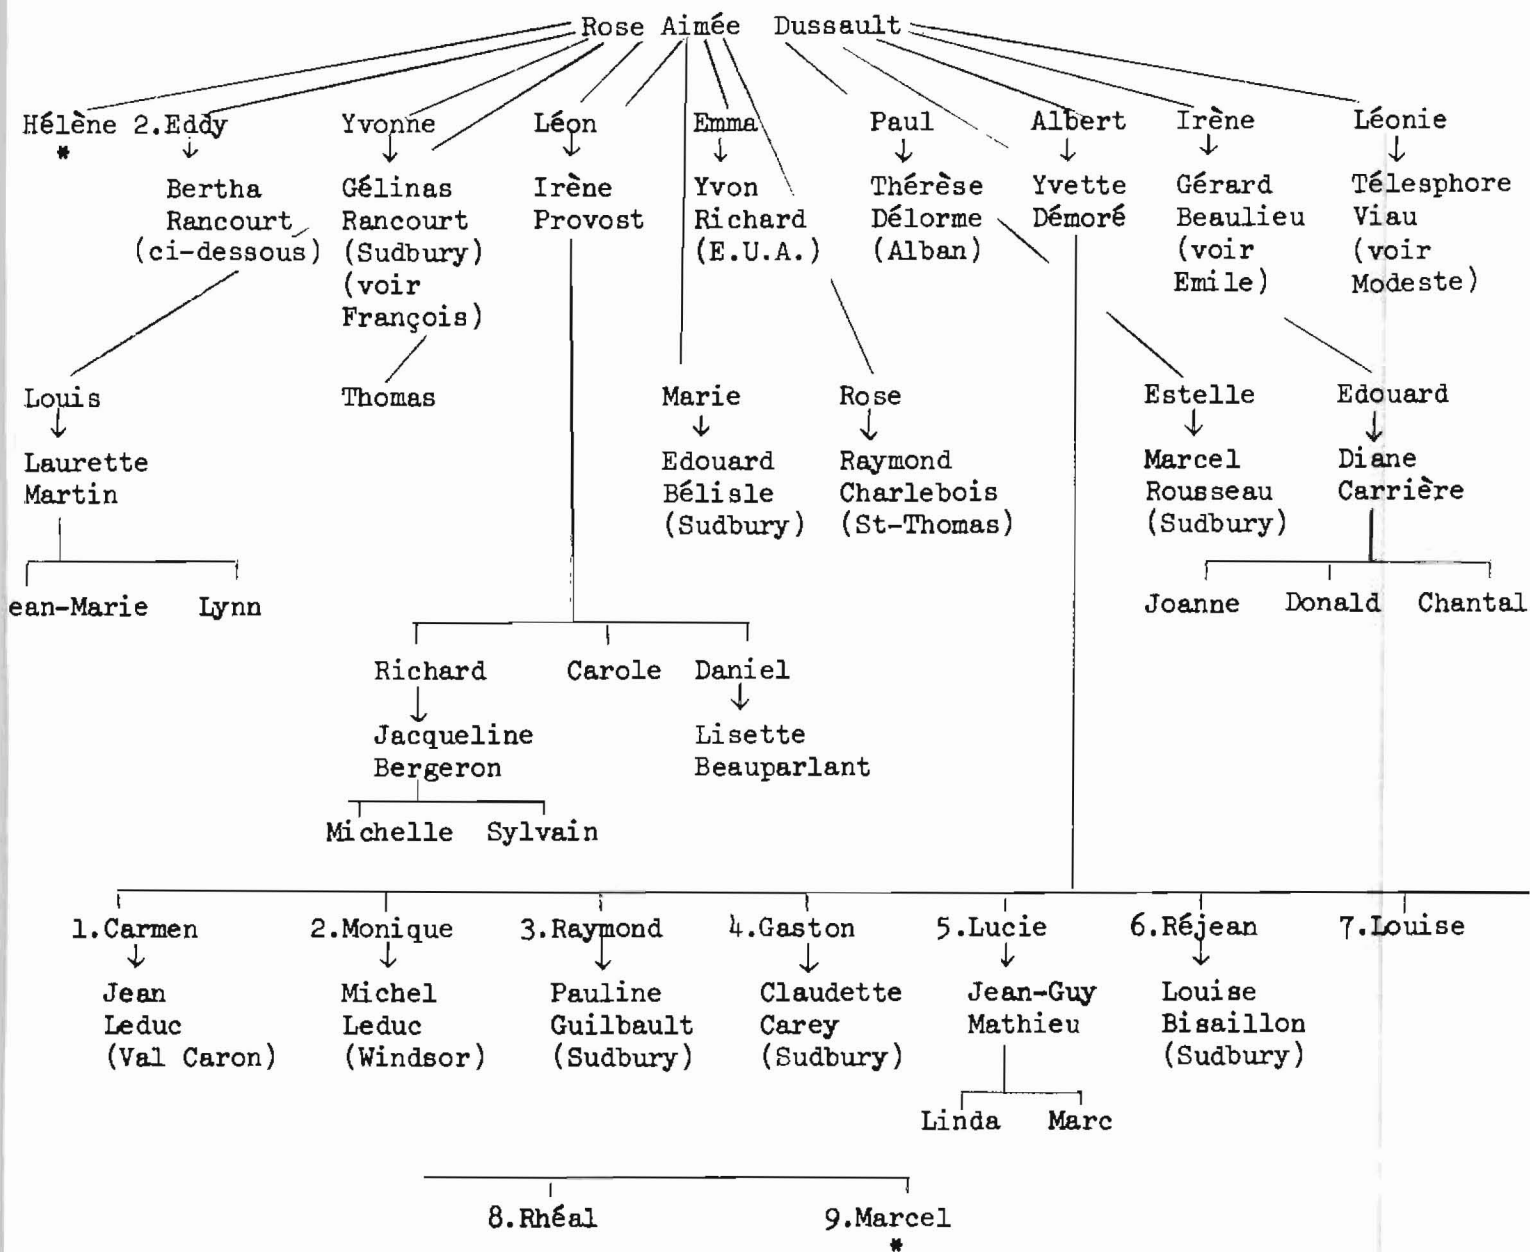 Rose Aimée Dussault
Hélène 2.Eddy Yvonne Léon Emma Paul Albert Irène Léonie
*
Bertha Gélinas Irène Yvon Thérèse Yvette Gérard Télesphore
Rancourt Rancourt Provost Richard Délorme Démoré Beaulieu Viau
(ci-dessous) (Sudbury) (E.U.A.) (Alban) (voir (voir
(voir Emile) Modeste)
François)
Louis Thomas Marie Rose Estelle Edouard
Laurette Edouard Raymond Marcel Diane
Martin Bélisle Charlebois Rousseau Carrière
(Sudbury) (St-Thomas) (Sudbury)
ean-Marie Lynn Joanne Donald Chantal
Richard Carole Daniel
Jacqueline Lisette
Bergeron Beauparlant
Michelle Sylvain
1.Carmen 2.Monique 3.Raymond 4.Gaston 5.Lucie 6.Réjean 7.Louise
Jean Michel Pauline Claudette Jean-Guy Louise
Leduc Leduc Guilbault Carey Mathieu Bisaillon
(Val Caron) (Windsor) (Sudbury) (Sudbury) (Sudbury)
Linda Marc
8.Rhéal 9.Marcel
*